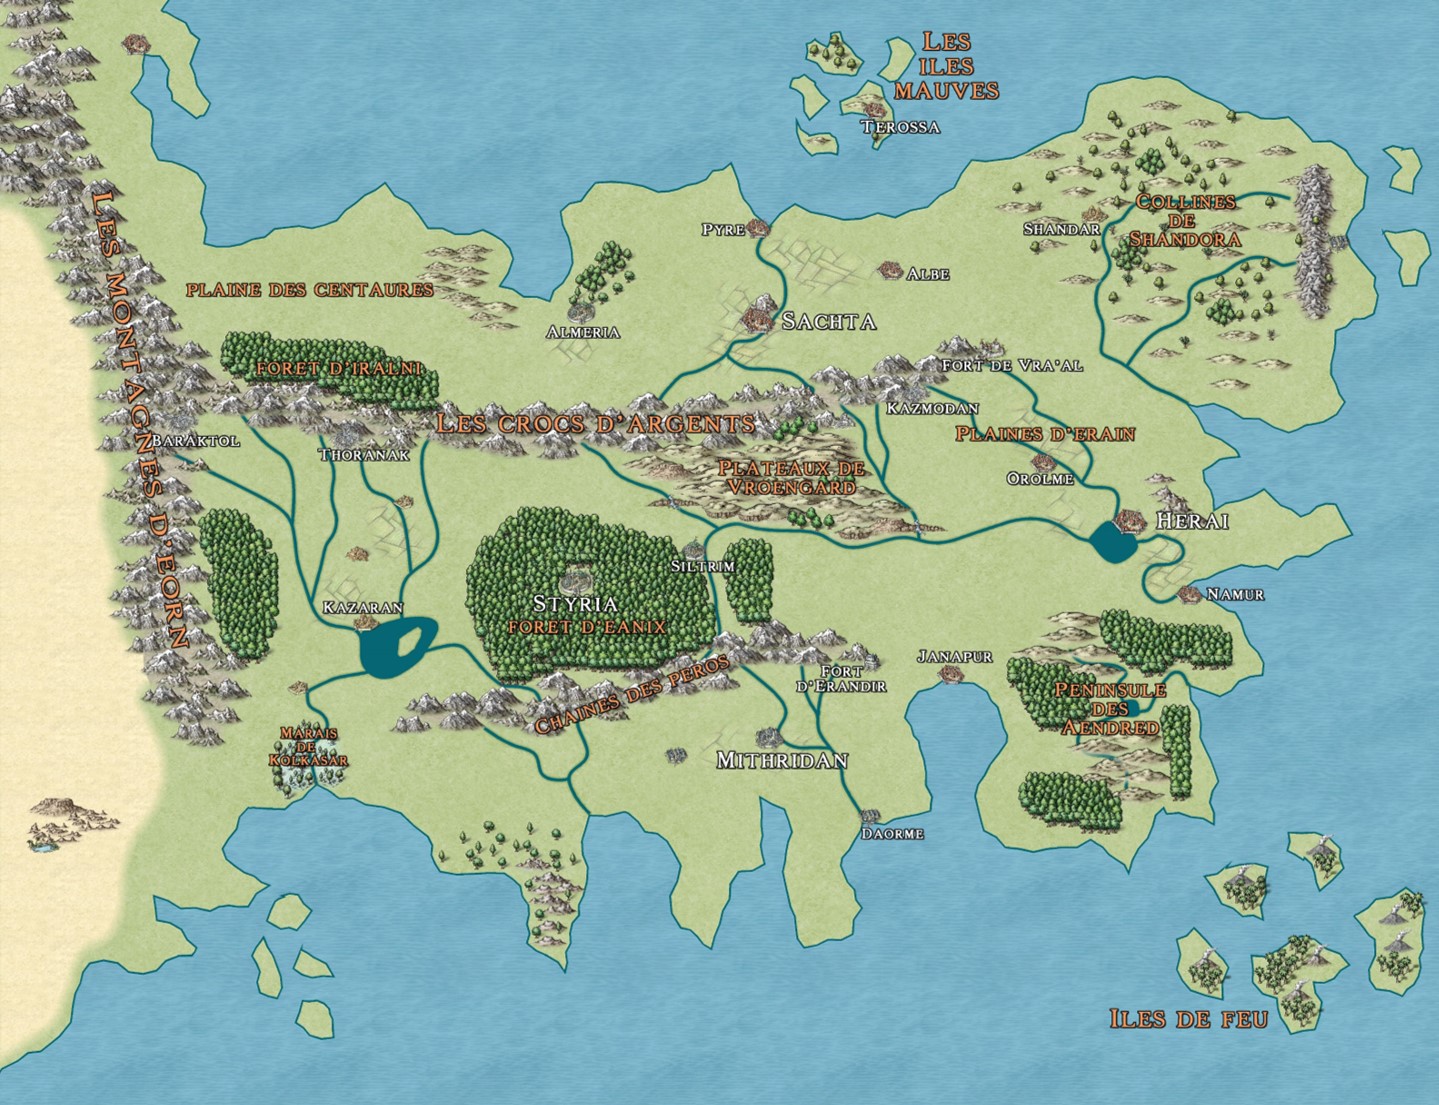 LES
ILES
MAUVES
TEROSSA
LES MONTAGNES D'EORN
COLLINES
DE
SHANDORA
SHANDAR
PYRE
ALBE
PLAINE DES CENTAURES
SACHTA
ALMERIA
FORET D'IRALNI
FORT DE VRA'AL
KAZMODAN
LES CROCS D'ARGENTS
PLAINES D'ERAIN
BARAKTOL
THORANAK
PLATEAUX DE
VROENGARD
OROLME
HERAI
SILTRIM
STYRIA
FORET D'EANIX
KAZARAN
NAMUR
JANAPUR
FORT
D'ERANDIR
CHAINES DES PEROS
PENINSULE
DES
AENDRED
MARAIS
DE
KOLKASAR
MITHRIDAN
DAORME
ILES DE FEU